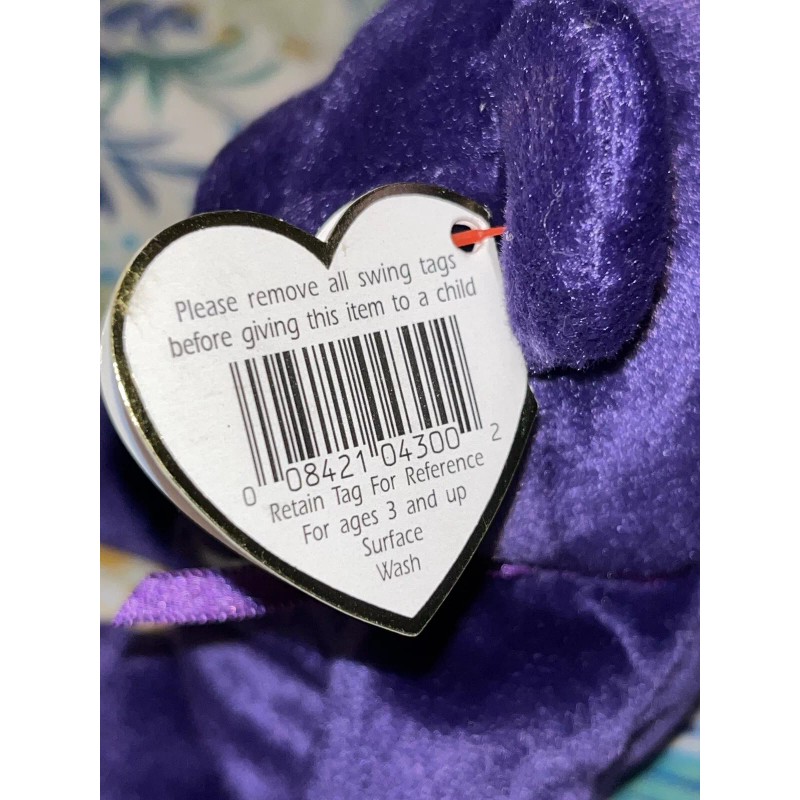 Please remove all swing tags
before giving this item to a child
0 08421 04300 2
Retain Tag For Reference
For ages 3 and up
Surface
Wash